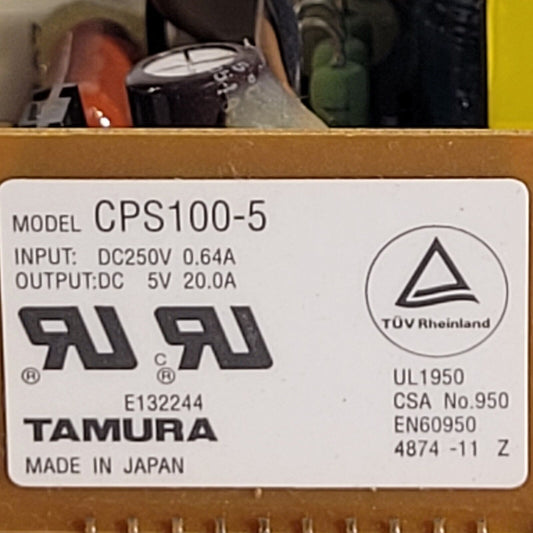 MODEL CPS100-5
INPUT: DC250V 0.64A
OUTPUT:DC 5V 20.0A
TÜV Rheinland
C
®
®
E132244
TAMURA
MADE IN JAPAN
UL1950
CSA No.950
EN60950
4874 -11 Z